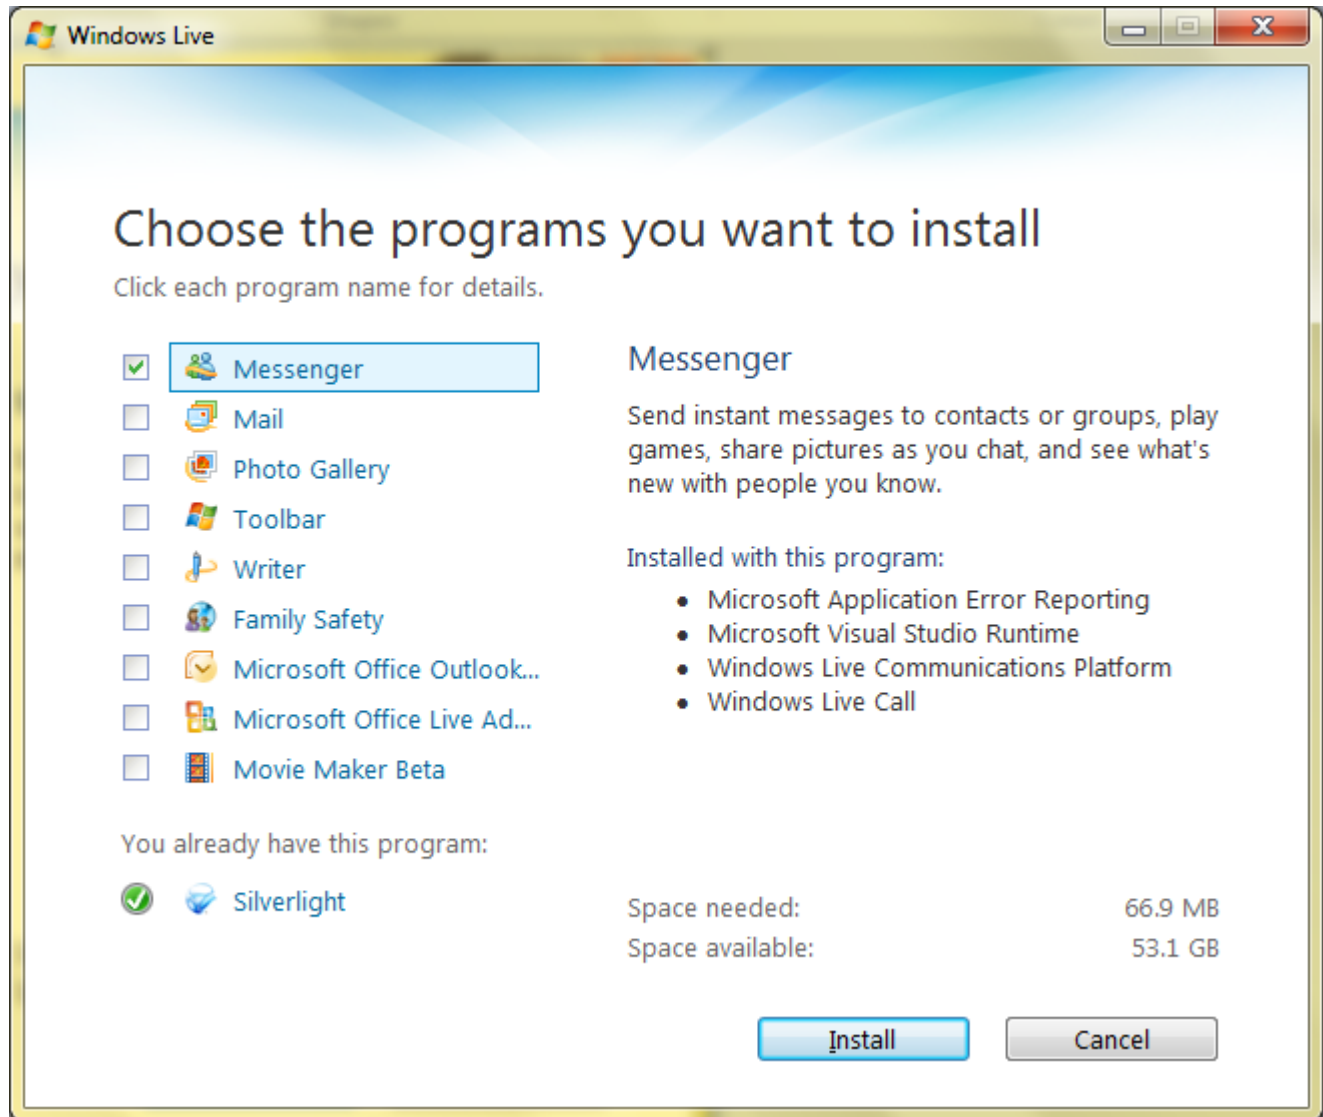 Windows Live
Choose the programs you want to install
Click each program name for details.
Messenger
Mail
Photo Gallery
Toolbar
Writer
Family Safety
Microsoft Office Outlook...
Microsoft Office Live Ad...
Movie Maker Beta
You already have this program:
Silverlight
Messenger
Send instant messages to contacts or groups, play
games, share pictures as you chat, and see what's
new with people you know.
Installed with this program:
• Microsoft Application Error Reporting
• Microsoft Visual Studio Runtime
• Windows Live Communications Platform
• Windows Live Call
Space needed: 66.9 MB
Space available: 53.1 GB
Install Cancel